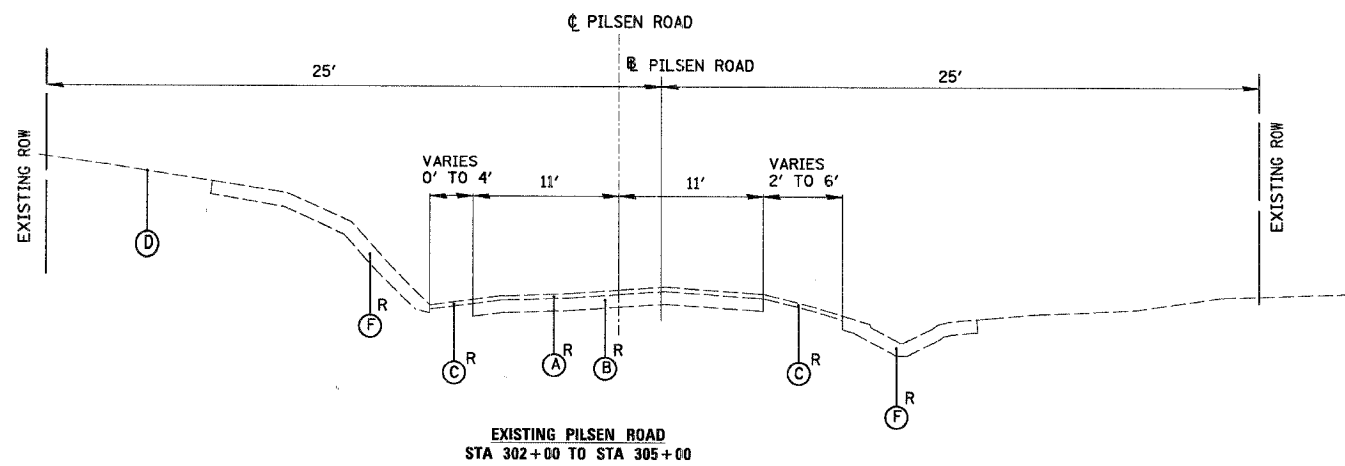 ℄ PILSEN ROAD
25'
B͟L PILSEN ROAD
25'
EXISTING ROW
VARIES
0' TO 4'
11'
11'
VARIES
2' TO 6'
EXISTING ROW
D
F R
C R
A R
B R
C R
F R
EXISTING PILSEN ROAD
STA 302+00 TO STA 305+00